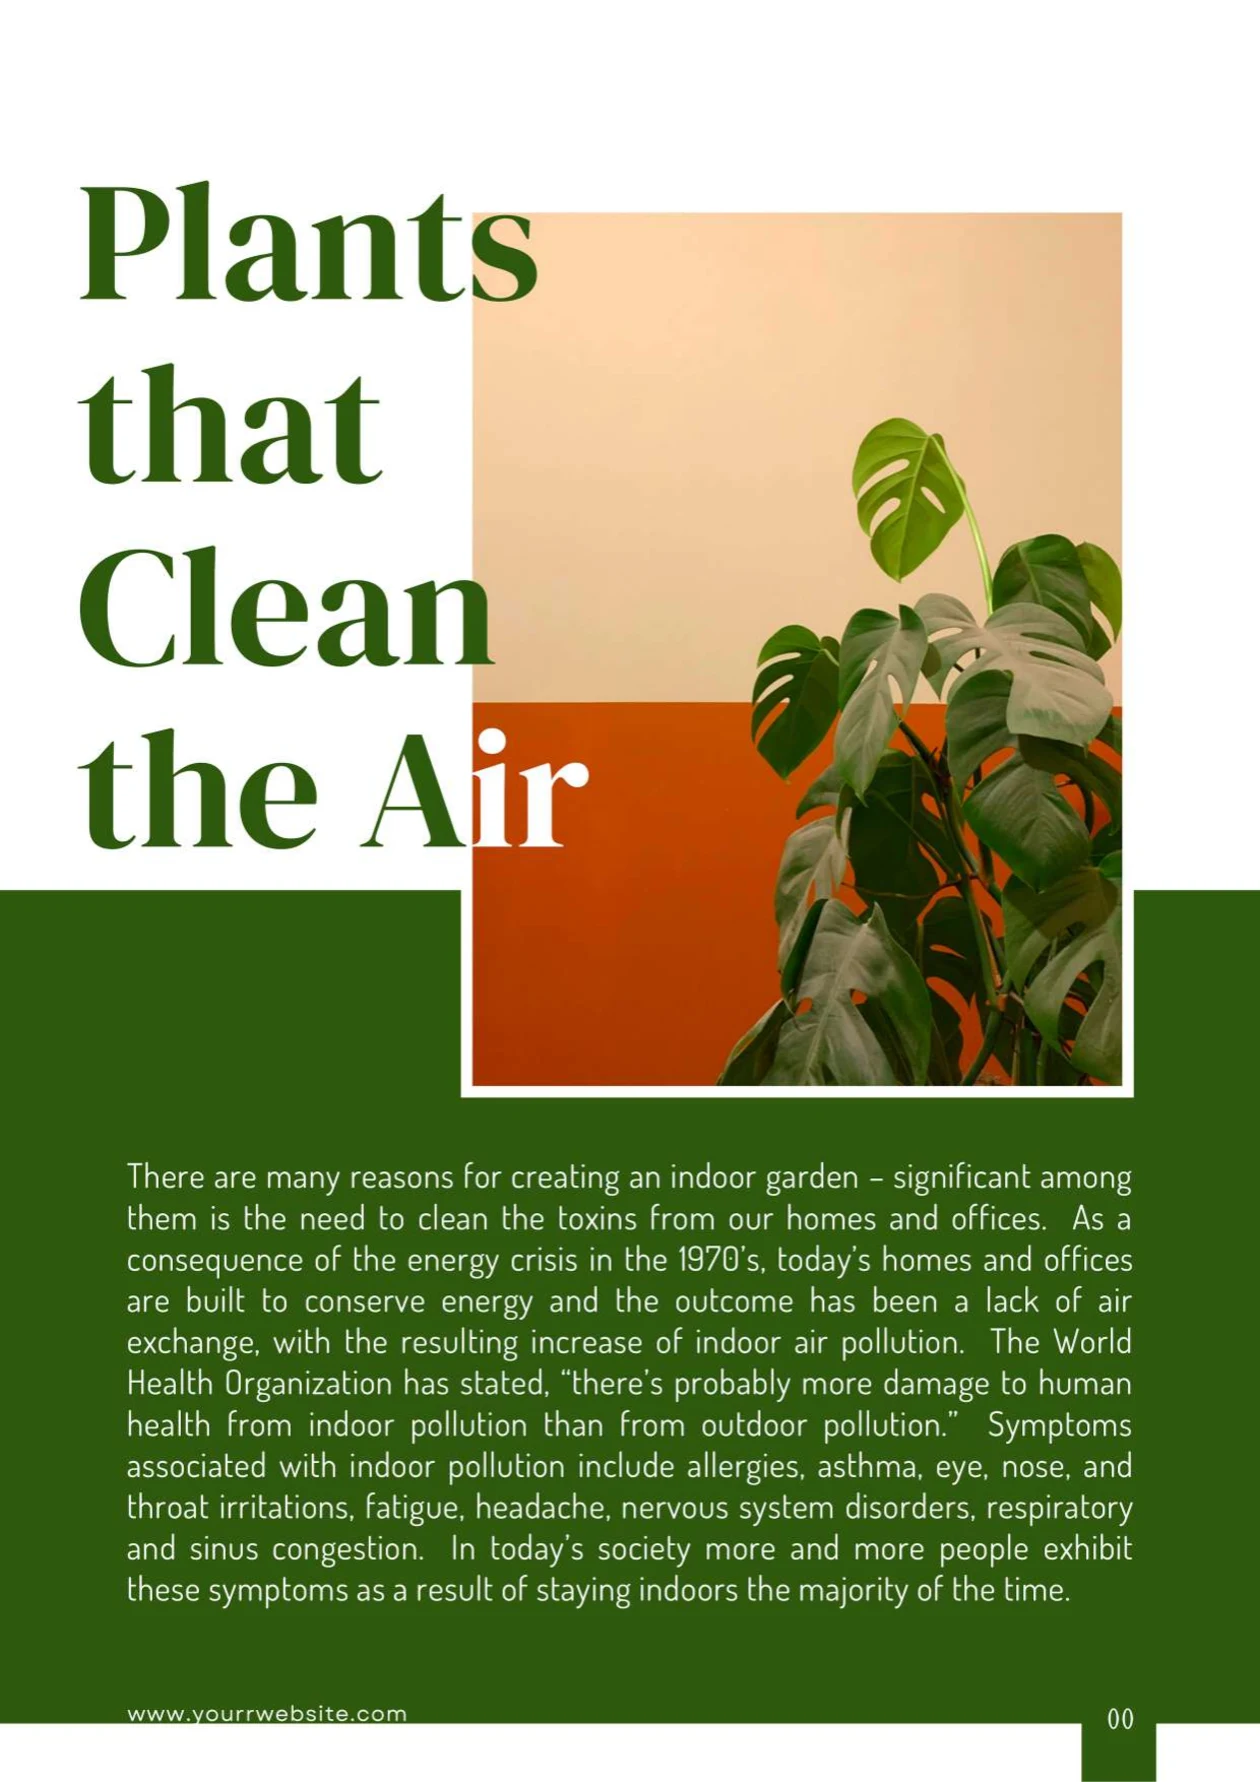 Plants
that
Clean
the Air
There are many reasons for creating an indoor garden – significant among
them is the need to clean the toxins from our homes and offices.  As a
consequence of the energy crisis in the 1970's, today's homes and offices
are built to conserve energy and the outcome has been a lack of air
exchange, with the resulting increase of indoor air pollution.  The World
Health Organization has stated, “there's probably more damage to human
health from indoor pollution than from outdoor pollution.”  Symptoms
associated with indoor pollution include allergies, asthma, eye, nose, and
throat irritations, fatigue, headache, nervous system disorders, respiratory
and sinus congestion.  In today's society more and more people exhibit
these symptoms as a result of staying indoors the majority of the time.
www.yourrwebsite.com
00